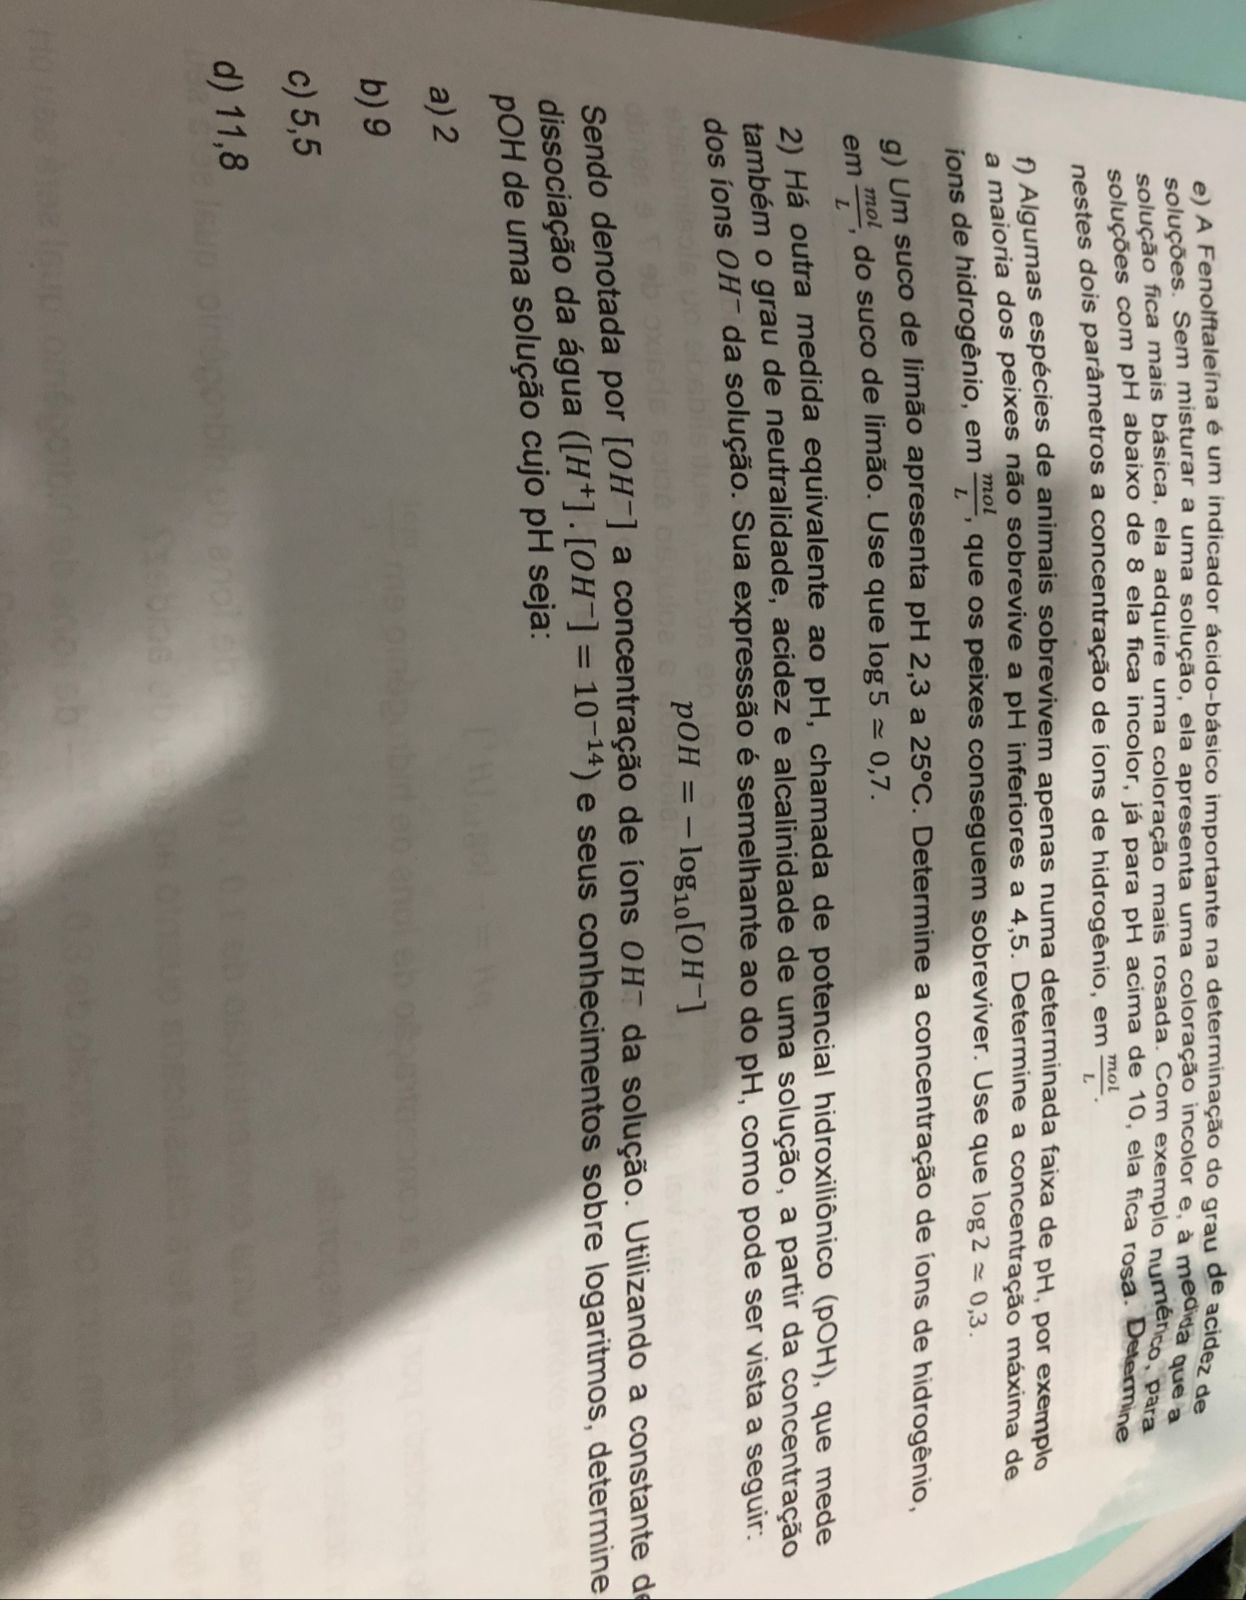 e) A Fenolftaleína é um indicador ácido-básico importante na determinação do grau de acidez de
soluções. Sem misturar a uma solução, ela apresenta uma coloração incolor e, à medida que a
solução fica mais básica, ela adquire uma coloração mais rosada. Com exemplo numérico, para
soluções com pH abaixo de 8 ela fica incolor, já para pH acima de 10, ela fica rosa. Determine
nestes dois parâmetros a concentração de íons de hidrogênio, em mol/L.
f) Algumas espécies de animais sobrevivem apenas numa determinada faixa de pH, por exemplo
a maioria dos peixes não sobrevive a pH inferiores a 4,5. Determine a concentração máxima de
íons de hidrogênio, em mol/L, que os peixes conseguem sobreviver. Use que log 2 ≃ 0,3.
g) Um suco de limão apresenta pH 2,3 a 25ºC. Determine a concentração de íons de hidrogênio,
em mol/L, do suco de limão. Use que log 5 ≃ 0,7.
2) Há outra medida equivalente ao pH, chamada de potencial hidroxiliônico (pOH), que mede
também o grau de neutralidade, acidez e alcalinidade de uma solução, a partir da concentração
dos íons OH⁻ da solução. Sua expressão é semelhante ao do pH, como pode ser vista a seguir:
pOH = − log₁₀[OH⁻]
Sendo denotada por [OH⁻] a concentração de íons OH⁻ da solução. Utilizando a constante de
dissociação da água ([H⁺] . [OH⁻] = 10⁻¹⁴) e seus conhecimentos sobre logaritmos, determine
pOH de uma solução cujo pH seja:
a) 2
b) 9
c) 5,5
d) 11,8